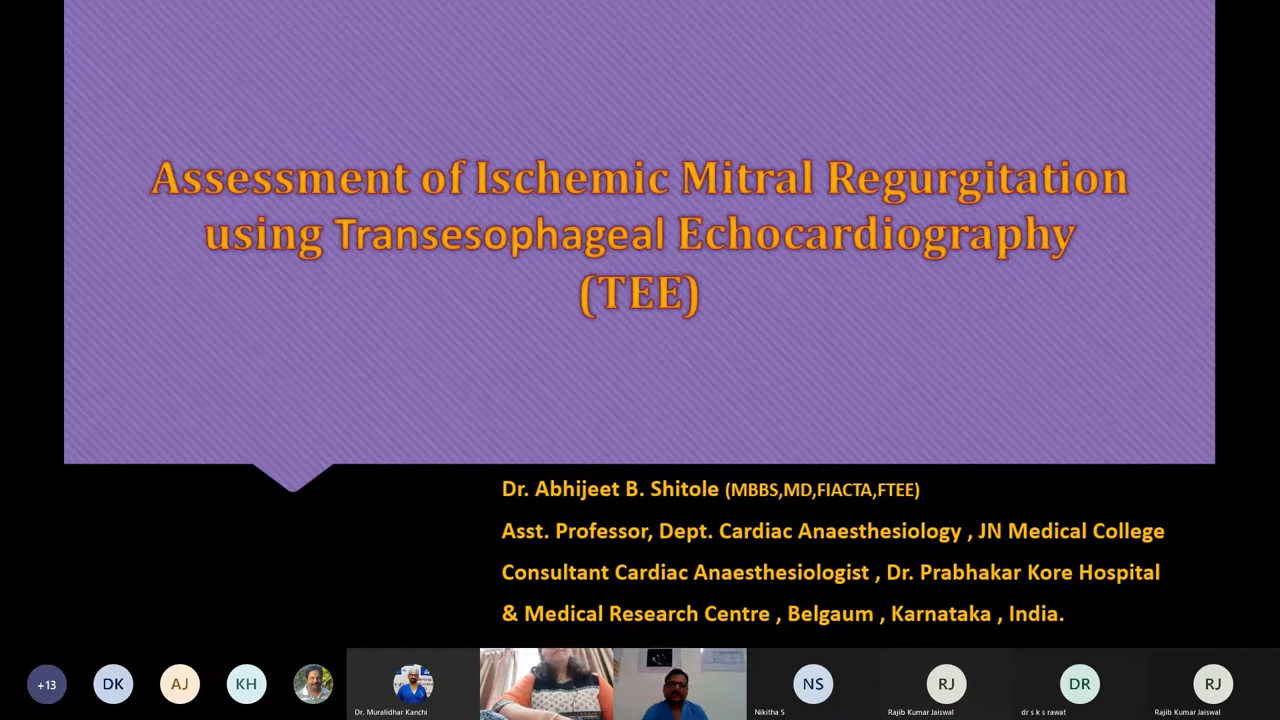 Assessment of Ischemic Mitral Regurgitation
using Transesophageal Echocardiography
(TEE)
Dr. Abhijeet B. Shitole (MBBS,MD,FIACTA,FTEE)
Asst. Professor, Dept. Cardiac Anaesthesiology , JN Medical College
Consultant Cardiac Anaesthesiologist , Dr. Prabhakar Kore Hospital
& Medical Research Centre , Belgaum , Karnataka , India.
+13 DK AJ KH NS RJ DR RJ
Dr. Muralidhar Kanchi Nikitha S Rajib Kumar Jaiswal dr s k s rawat Rajib Kumar Jaiswal